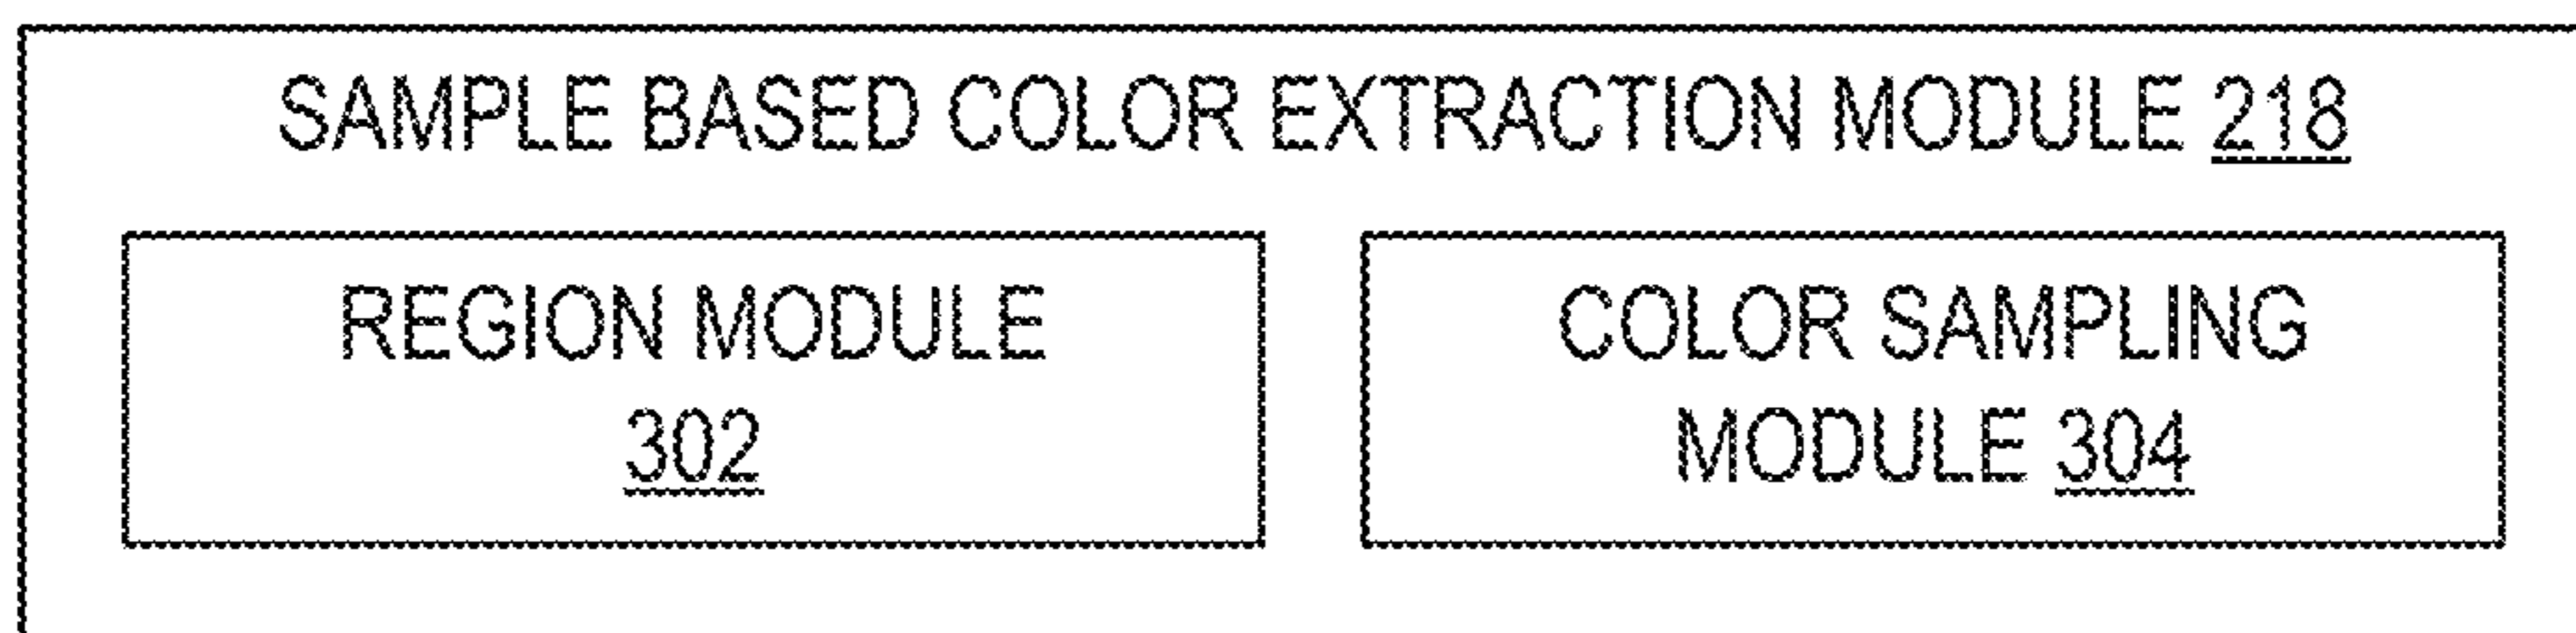 SAMPLE BASED COLOR EXTRACTION MODULE 218
REGION MODULE
302
COLOR SAMPLING
MODULE 304